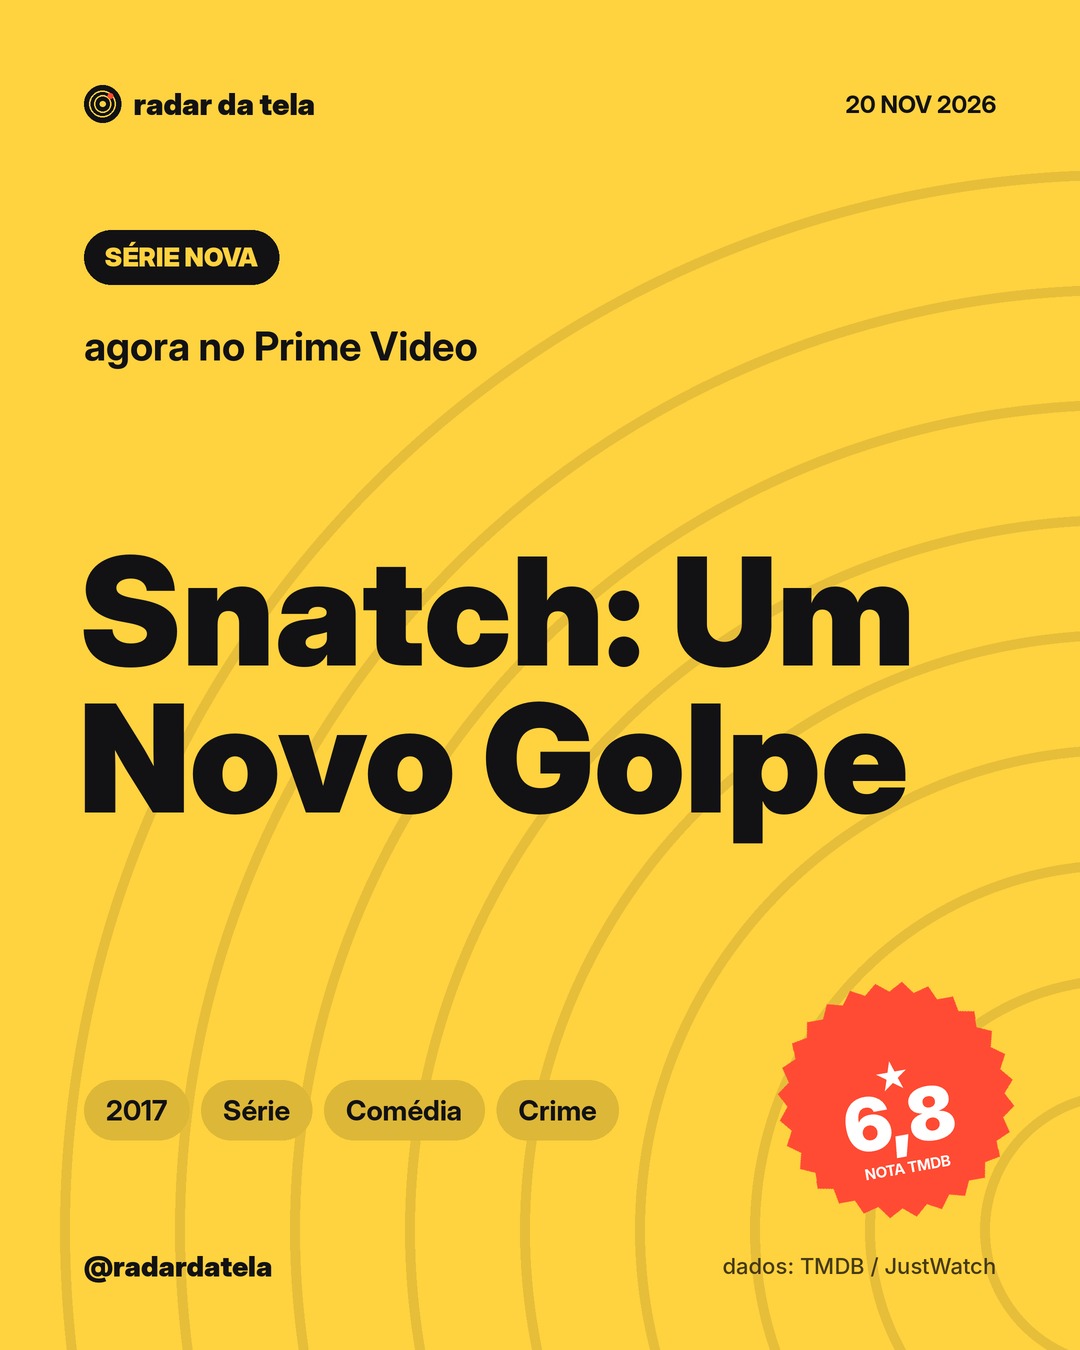 radar da tela
20 NOV 2026
SÉRIE NOVA
agora no Prime Video
Snatch: Um
Novo Golpe
2017
Série
Comédia
Crime
6,8
NOTA TMDB
@radardatela
dados: TMDB / JustWatch